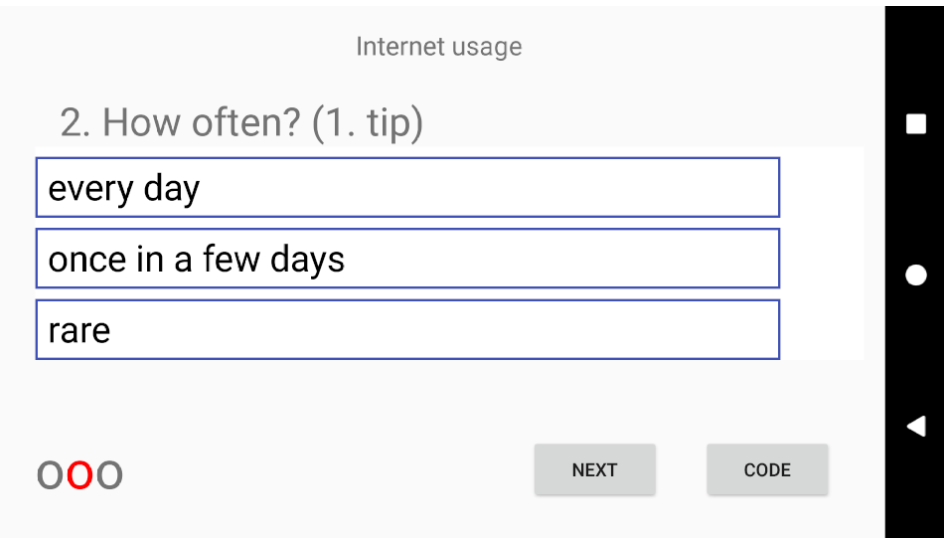 Internet usage
2. How often? (1. tip)
every day
once in a few days
rare
ooo
NEXT
CODE